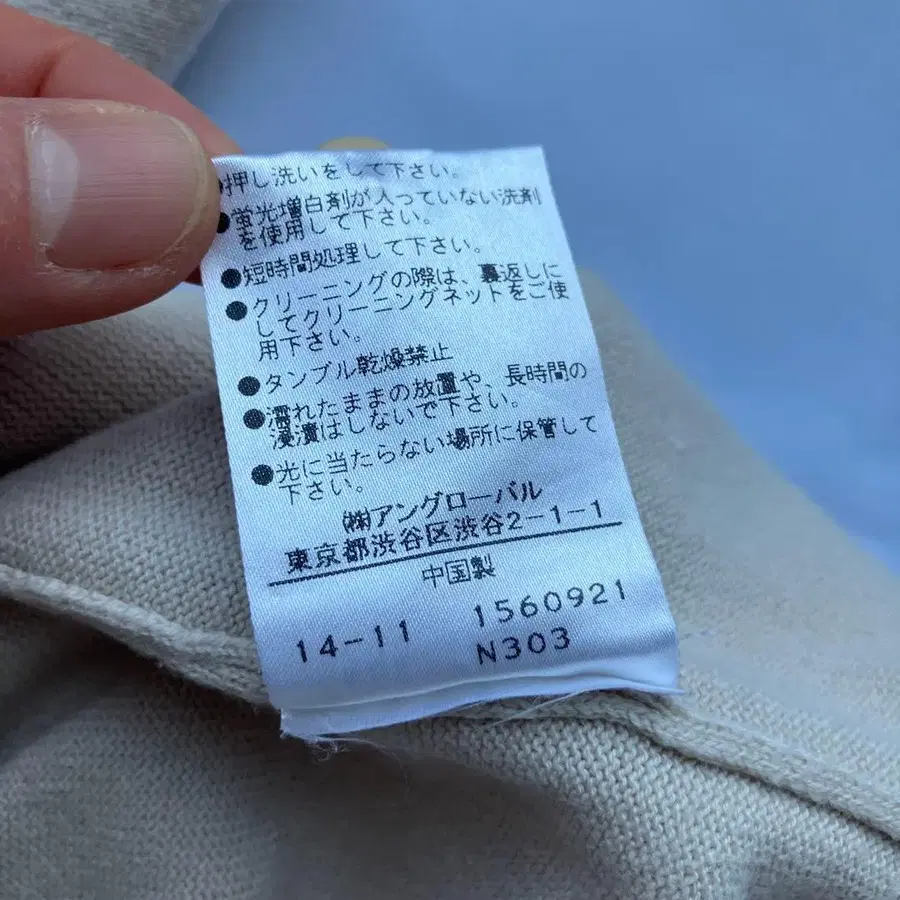 ●押し洗いをして下さい。
●蛍光増白剤が入っていない洗剤
を使用して下さい。
●短時間処理して下さい。
●クリーニングの際は、裏返しに
してクリーニングネットをご使
用下さい。
●タンブル乾燥禁止
●濡れたままの放置や、長時間の
浸漬はしないで下さい。
●光に当たらない場所に保管して
下さい。
㈱アングローバル
東京都渋谷区渋谷2-1-1
中国製
14-11 1560921
N303